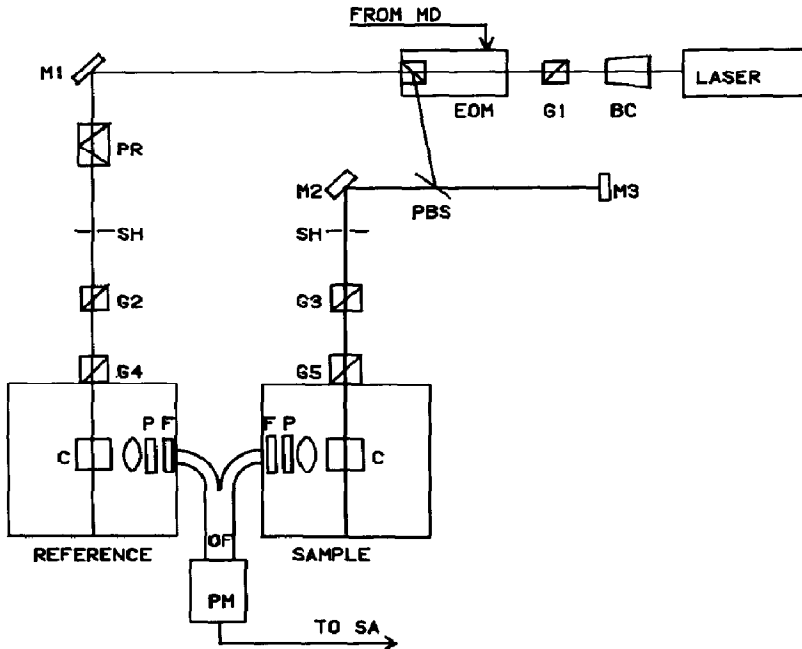 FROM MD
M1
EOM
G1
BC
LASER
PR
M2
PBS
M3
SH
SH
G2
G3
G4
G5
P F
F P
C
C
REFERENCE
OF
SAMPLE
PM
TO SA